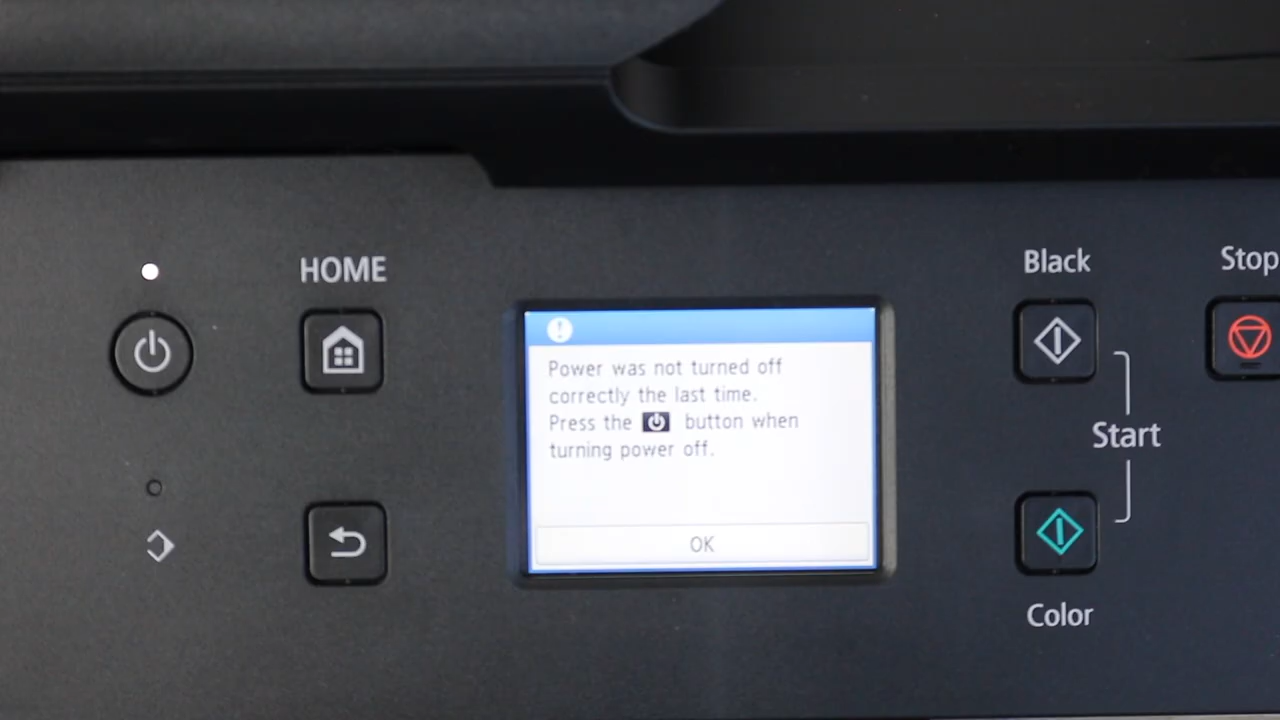 HOME
Power was not turned off
correctly the last time.
Press the button when
turning power off.
OK
Black
Stop
Start
Color